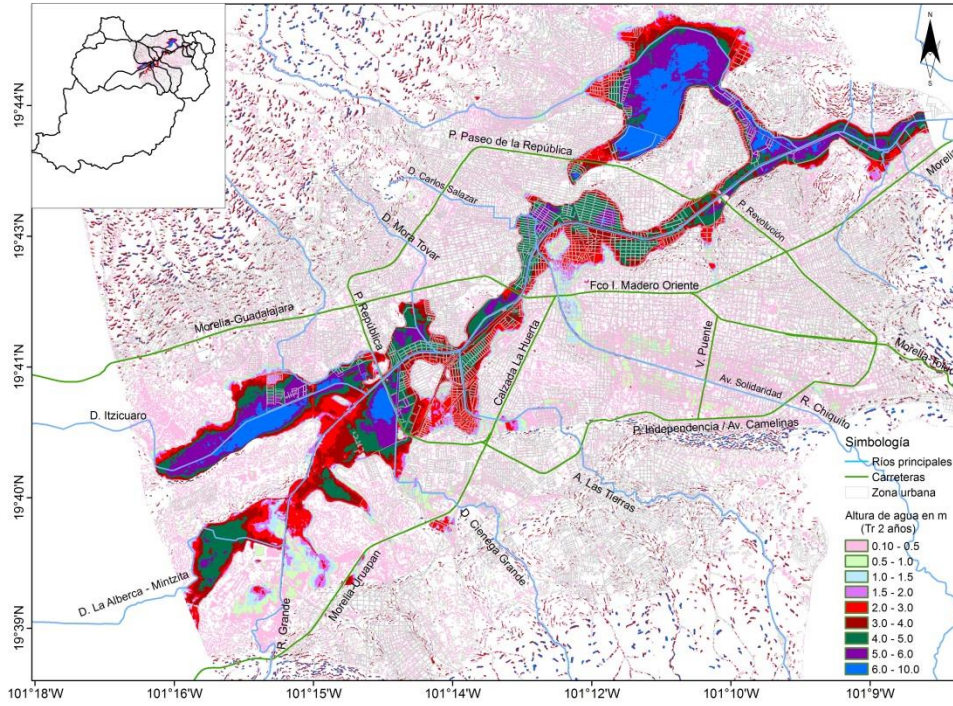 N
S
19°44'N
19°43'N
19°41'N
19°40'N
19°39'N
P. Paseo de la República
D. Carlos Salazar
D. Mora Tovar
P. Revolución
Morelia-Guadalajara
P. República
Fco I. Madero Oriente
Calzada La Huerta
V. Puente
Av. Solidaridad
R. Chiquito
D. Itzicuaro
P. Independencia / Av. Camelinas
A. Las Tierras
D. Cienega Grande
D. La Alberca - Mintzita
R. Grande
Morelia-Uruapan
Simbología
Ríos principales
Carreteras
Zona urbana
Altura de agua en m
(Tr 2 años)
0.10 - 0.5
0.5 - 1.0
1.0 - 1.5
1.5 - 2.0
2.0 - 3.0
3.0 - 4.0
4.0 - 5.0
5.0 - 6.0
6.0 - 10.0
101°18'W
101°16'W
101°15'W
101°14'W
101°12'W
101°10'W
101°9'W